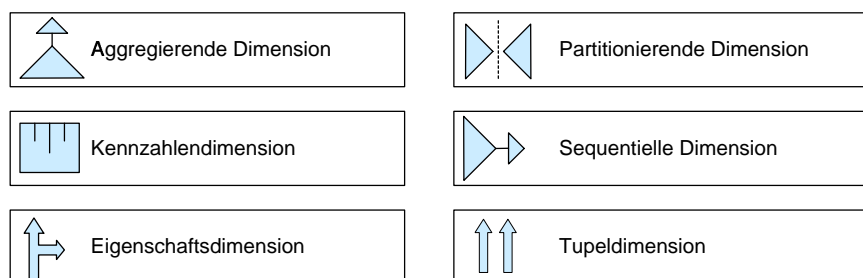 Aggregierende Dimension
Partitionierende Dimension
Kennzahlendimension
Sequentielle Dimension
Eigenschaftsdimension
Tupeldimension